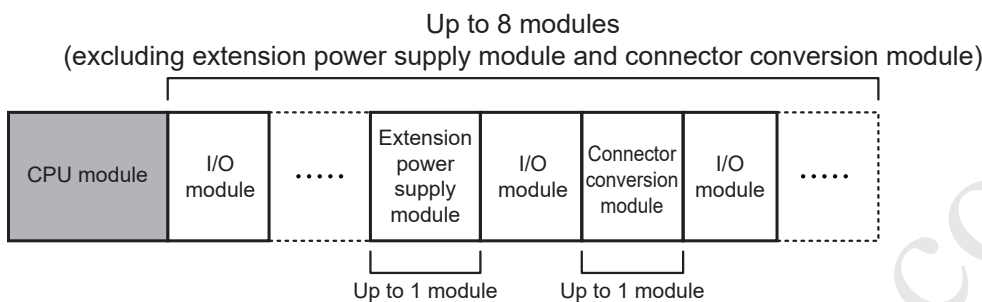 Up to 8 modules
(excluding extension power supply module and connector conversion module)
CPU module
I/O
module
·····
Extension
power
supply
module
I/O
module
Connector
conversion
module
I/O
module
·····
Up to 1 module
Up to 1 module